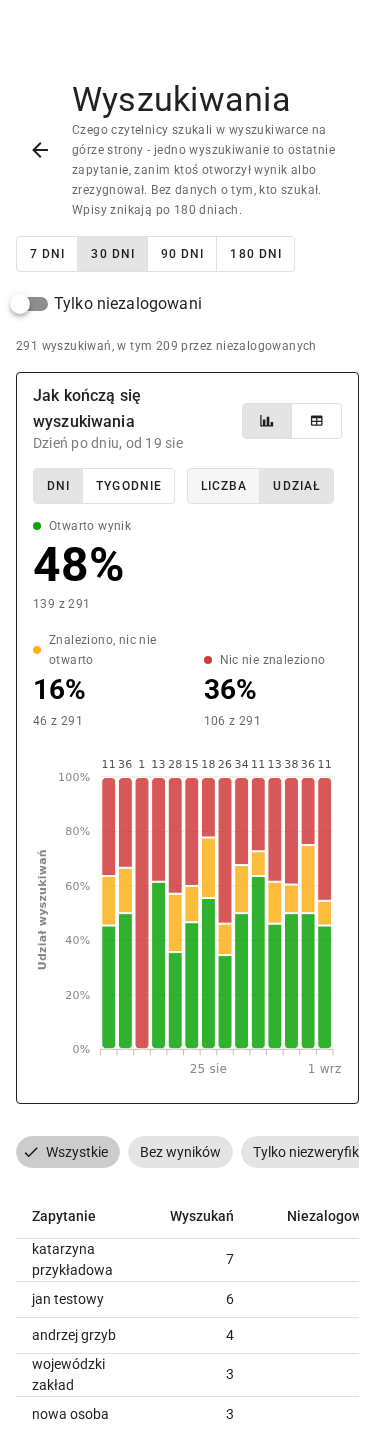 Wyszukiwania
Czego czytelnicy szukali w wyszukiwarce na
górze strony - jedno wyszukiwanie to ostatnie
zapytanie, zanim ktoś otworzył wynik albo
zrezygnował. Bez danych o tym, kto szukał.
Wpisy znikają po 180 dniach.
7 DNI 30 DNI 90 DNI 180 DNI
Tylko niezalogowani
291 wyszukiwań, w tym 209 przez niezalogowanych
Jak kończą się
wyszukiwania
Dzień po dniu, od 19 sie
DNI TYGODNIE LICZBA UDZIAŁ
Otwarto wynik
48%
139 z 291
Znaleziono, nic nie
otwarto
16%
46 z 291
Nic nie znaleziono
36%
106 z 291
11 36 1 13 28 15 18 26 34 11 13 38 36 11
100%
80%
60%
40%
20%
0%
Udział wyszukiwań
25 sie 1 wrz
Wszystkie Bez wyników Tylko niezweryfik
Zapytanie Wyszukań Niezalogow
katarzyna
przykładowa 7
jan testowy 6
andrzej grzyb 4
wojewódzki
zakład 3
nowa osoba 3